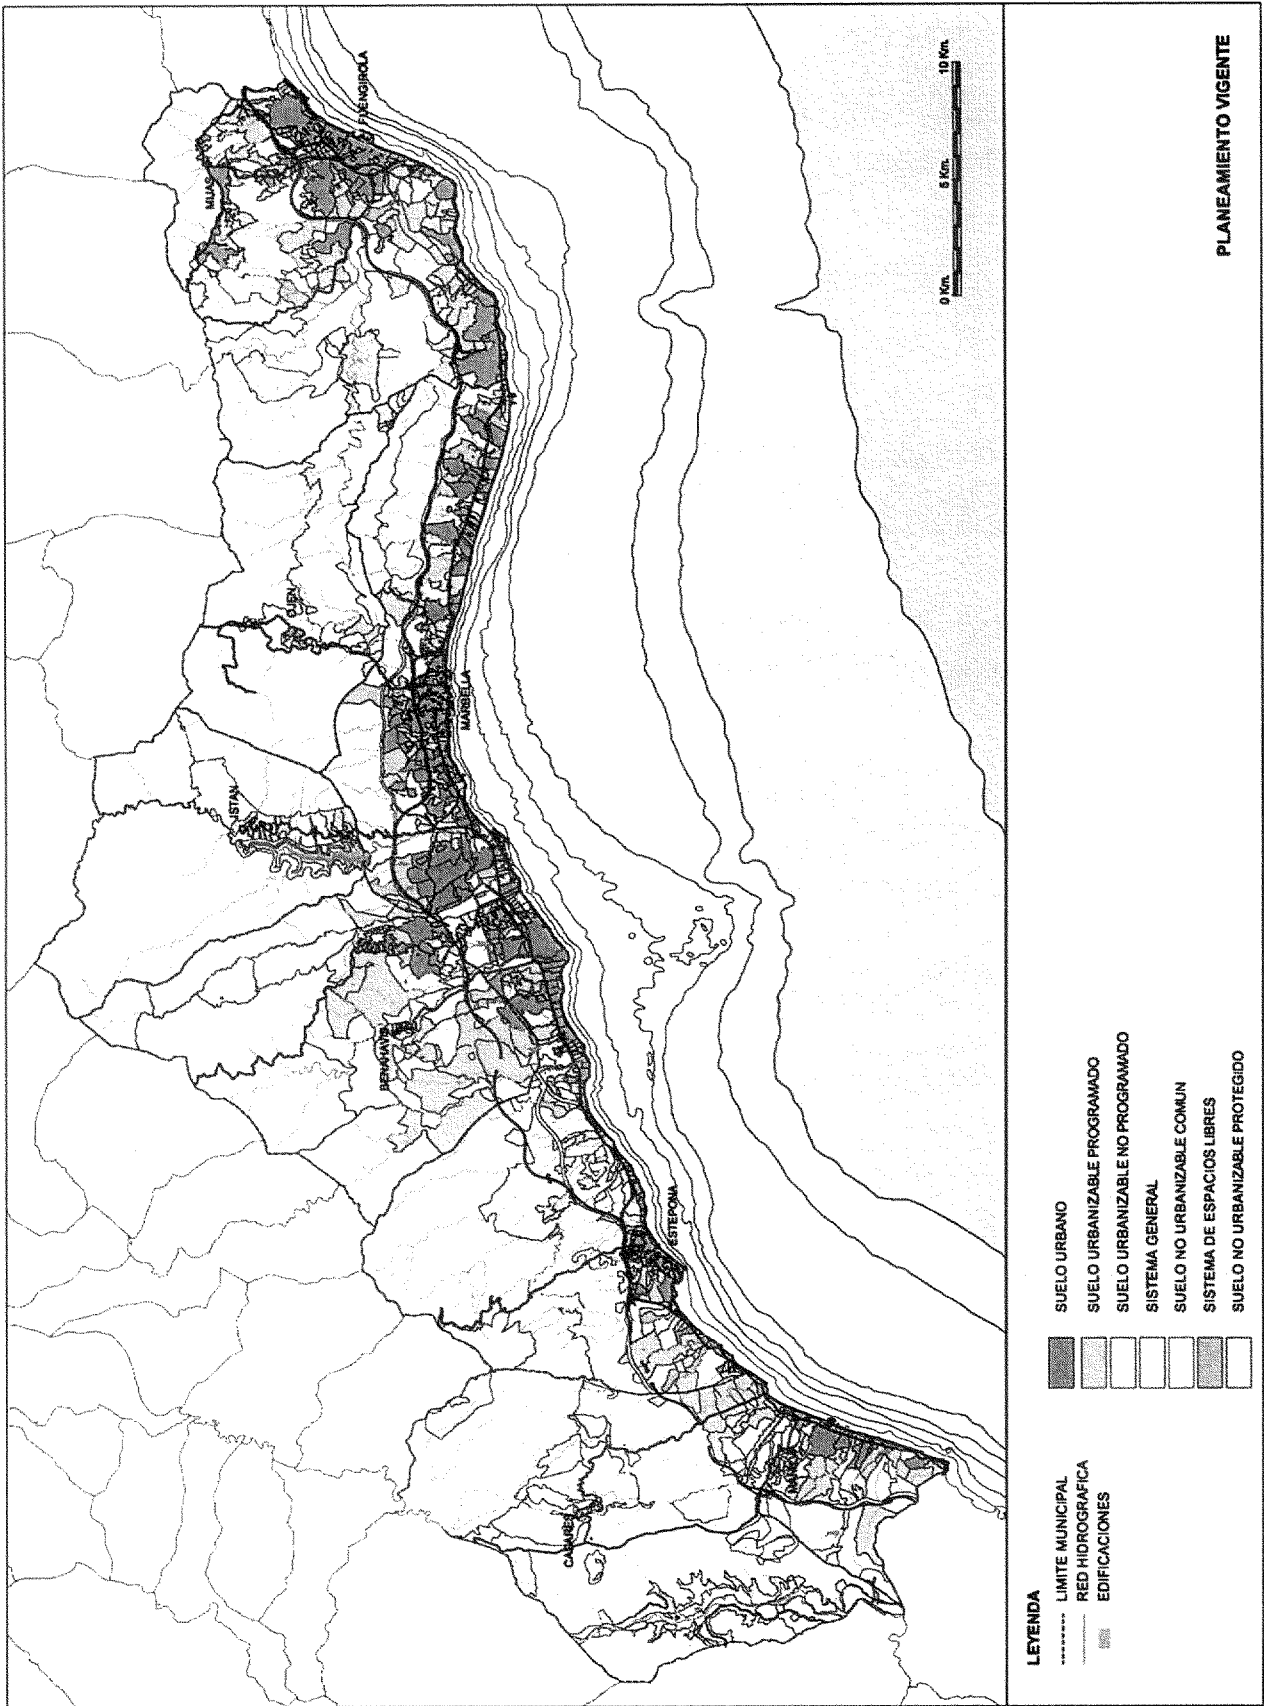 MIJAS
FUENGIROLA
OJEN
ISTAN
MARBELLA
BENAHAVIS
ESTEPONA
CASARES
0 Km.
5 Km.
10 Km.
LEYENDA
LIMITE MUNICIPAL
RED HIDROGRAFICA
EDIFICACIONES
SUELO URBANO
SUELO URBANIZABLE PROGRAMADO
SUELO URBANIZABLE NO PROGRAMADO
SISTEMA GENERAL
SUELO NO URBANIZABLE COMUN
SISTEMA DE ESPACIOS LIBRES
SUELO NO URBANIZABLE PROTEGIDO
PLANEAMIENTO VIGENTE